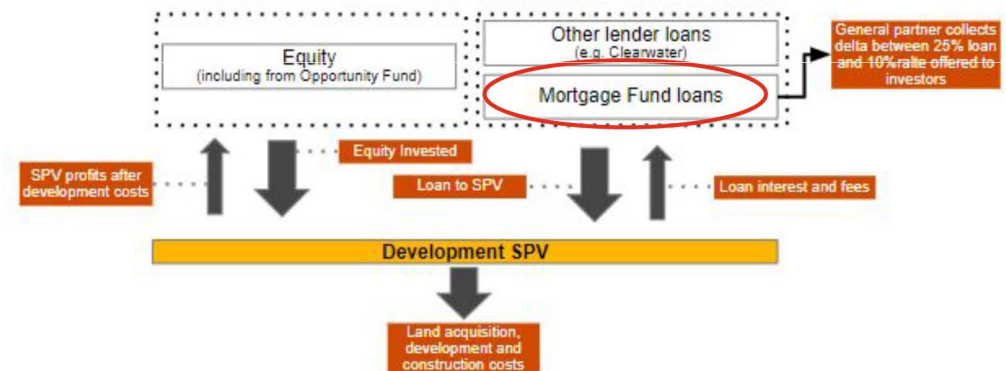 Equity
(including from Opportunity Fund)
Other lender loans
(e.g. Clearwater)
Mortgage Fund loans
General partner collects
delta between 25% loan
and 10%ralte offered to
investors
SPV profits after
development costs
Equity Invested
Loan to SPV
Loan interest and fees
Development SPV
Land acquisition,
development and
construction costs